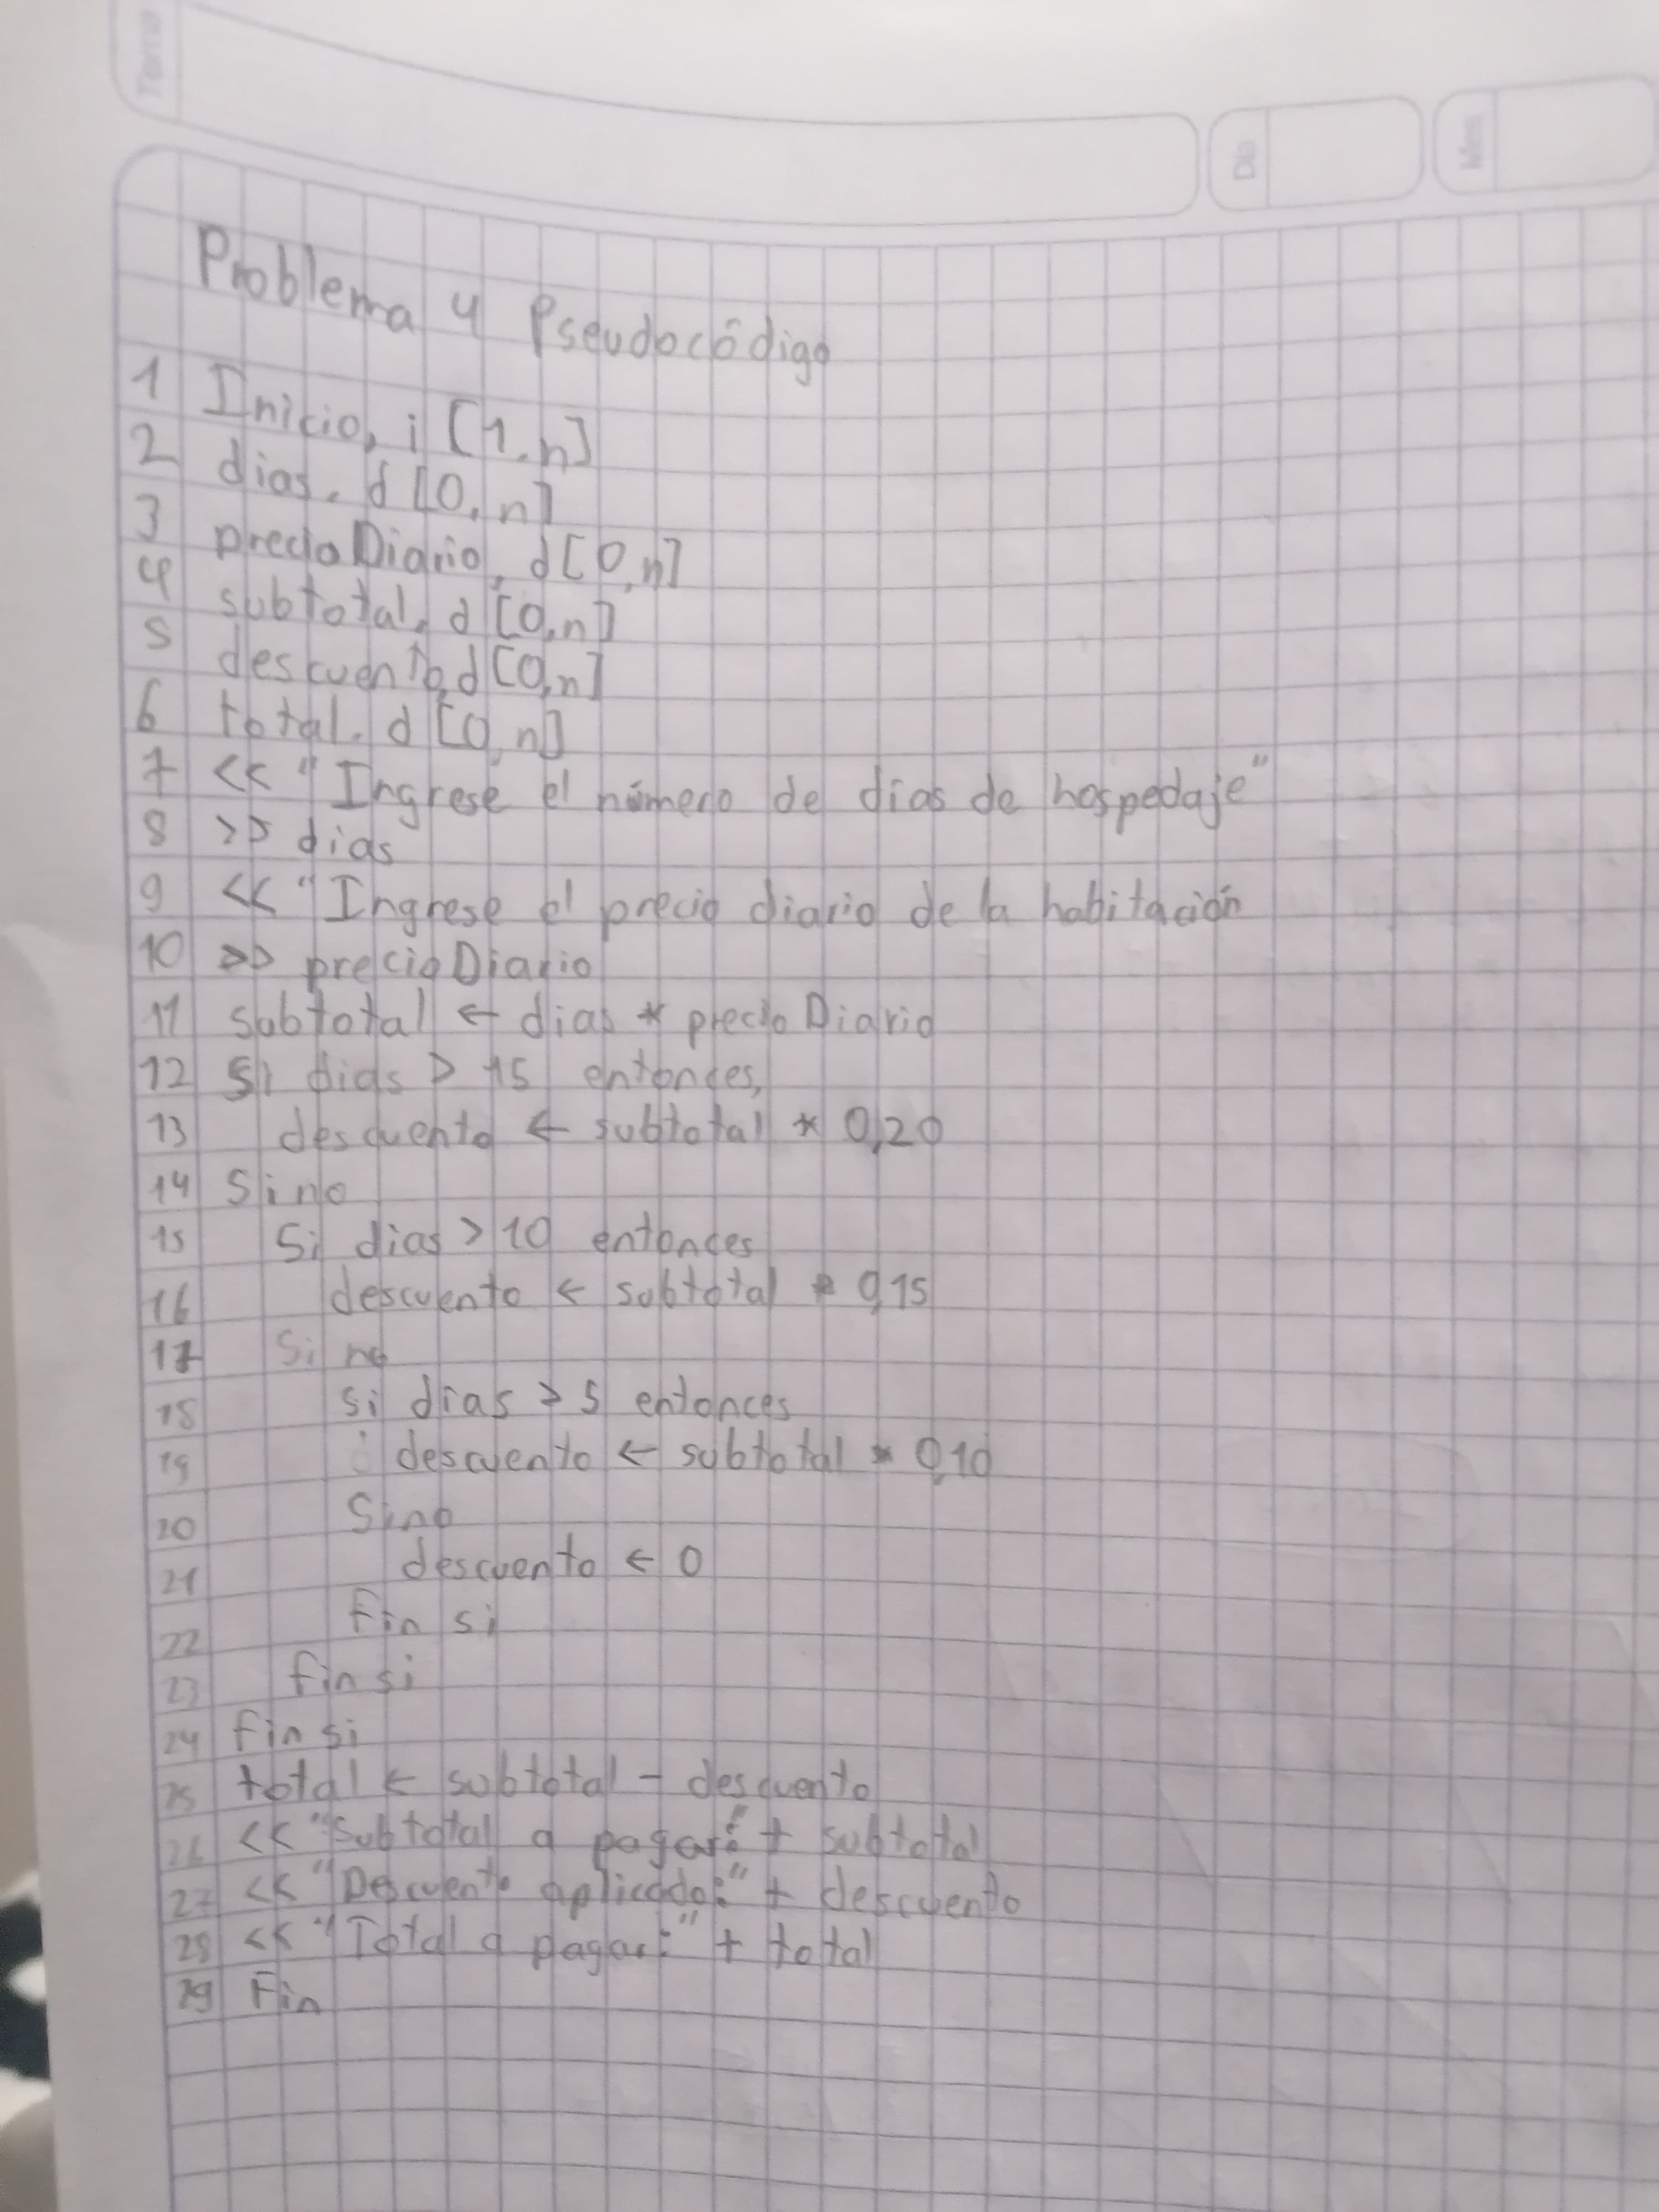 Tema
Dia
Mes
Problema 4 Pseudocódigo
1 Inicio, i [1,n]
2 dias, d [0,n]
3 precioDiario, d [0,n]
4 subtotal, d [0,n]
5 descuento, d [0,n]
6 total, d [0,n]
7 << "Ingrese el número de dias de hospedaje"
8 >> dias
9 << "Ingrese el precio diario de la habitación
10 >> precioDiario
11 subtotal ← dias * precioDiario
12 Si dias > 15 entonces,
13 descuento ← subtotal * 0,20
14 Sino
15 Si dias > 10 entonces
16 descuento ← subtotal * 0,15
17 Si no
18 si dias > 5 entonces
19 descuento ← subtotal * 0,10
20 Sino
21 descuento ← 0
22 Fin si
23 fin si
24 fin si
25 total ← subtotal - descuento
26 << "Subtotal a pagar:" + subtotal
27 << "Descuento aplicado:" + descuento
28 << "Total a pagar:" + total
29 Fin